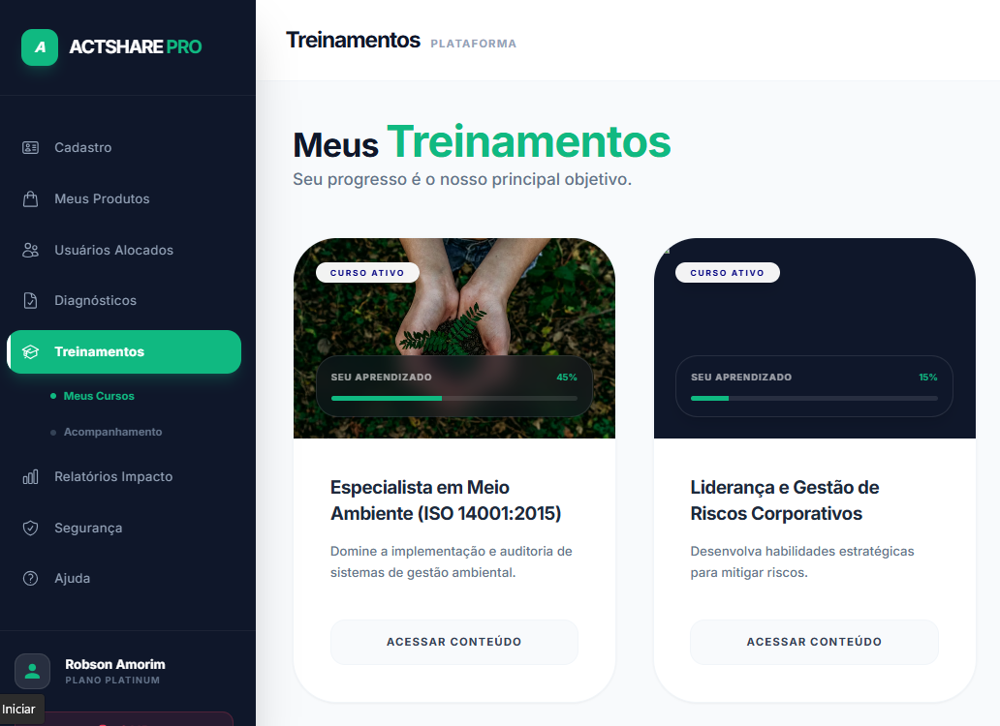 A
ACTSHARE PRO
Cadastro
Meus Produtos
Usuários Alocados
Diagnósticos
Treinamentos
Meus Cursos
Acompanhamento
Relatórios Impacto
Segurança
Ajuda
Robson Amorim
PLANO PLATINUM
Iniciar
Treinamentos PLATAFORMA
Meus Treinamentos
Seu progresso é o nosso principal objetivo.
CURSO ATIVO
SEU APRENDIZADO 45%
Especialista em Meio
Ambiente (ISO 14001:2015)
Domine a implementação e auditoria de
sistemas de gestão ambiental.
ACESSAR CONTEÚDO
CURSO ATIVO
SEU APRENDIZADO 15%
Liderança e Gestão de
Riscos Corporativos
Desenvolva habilidades estratégicas
para mitigar riscos.
ACESSAR CONTEÚDO